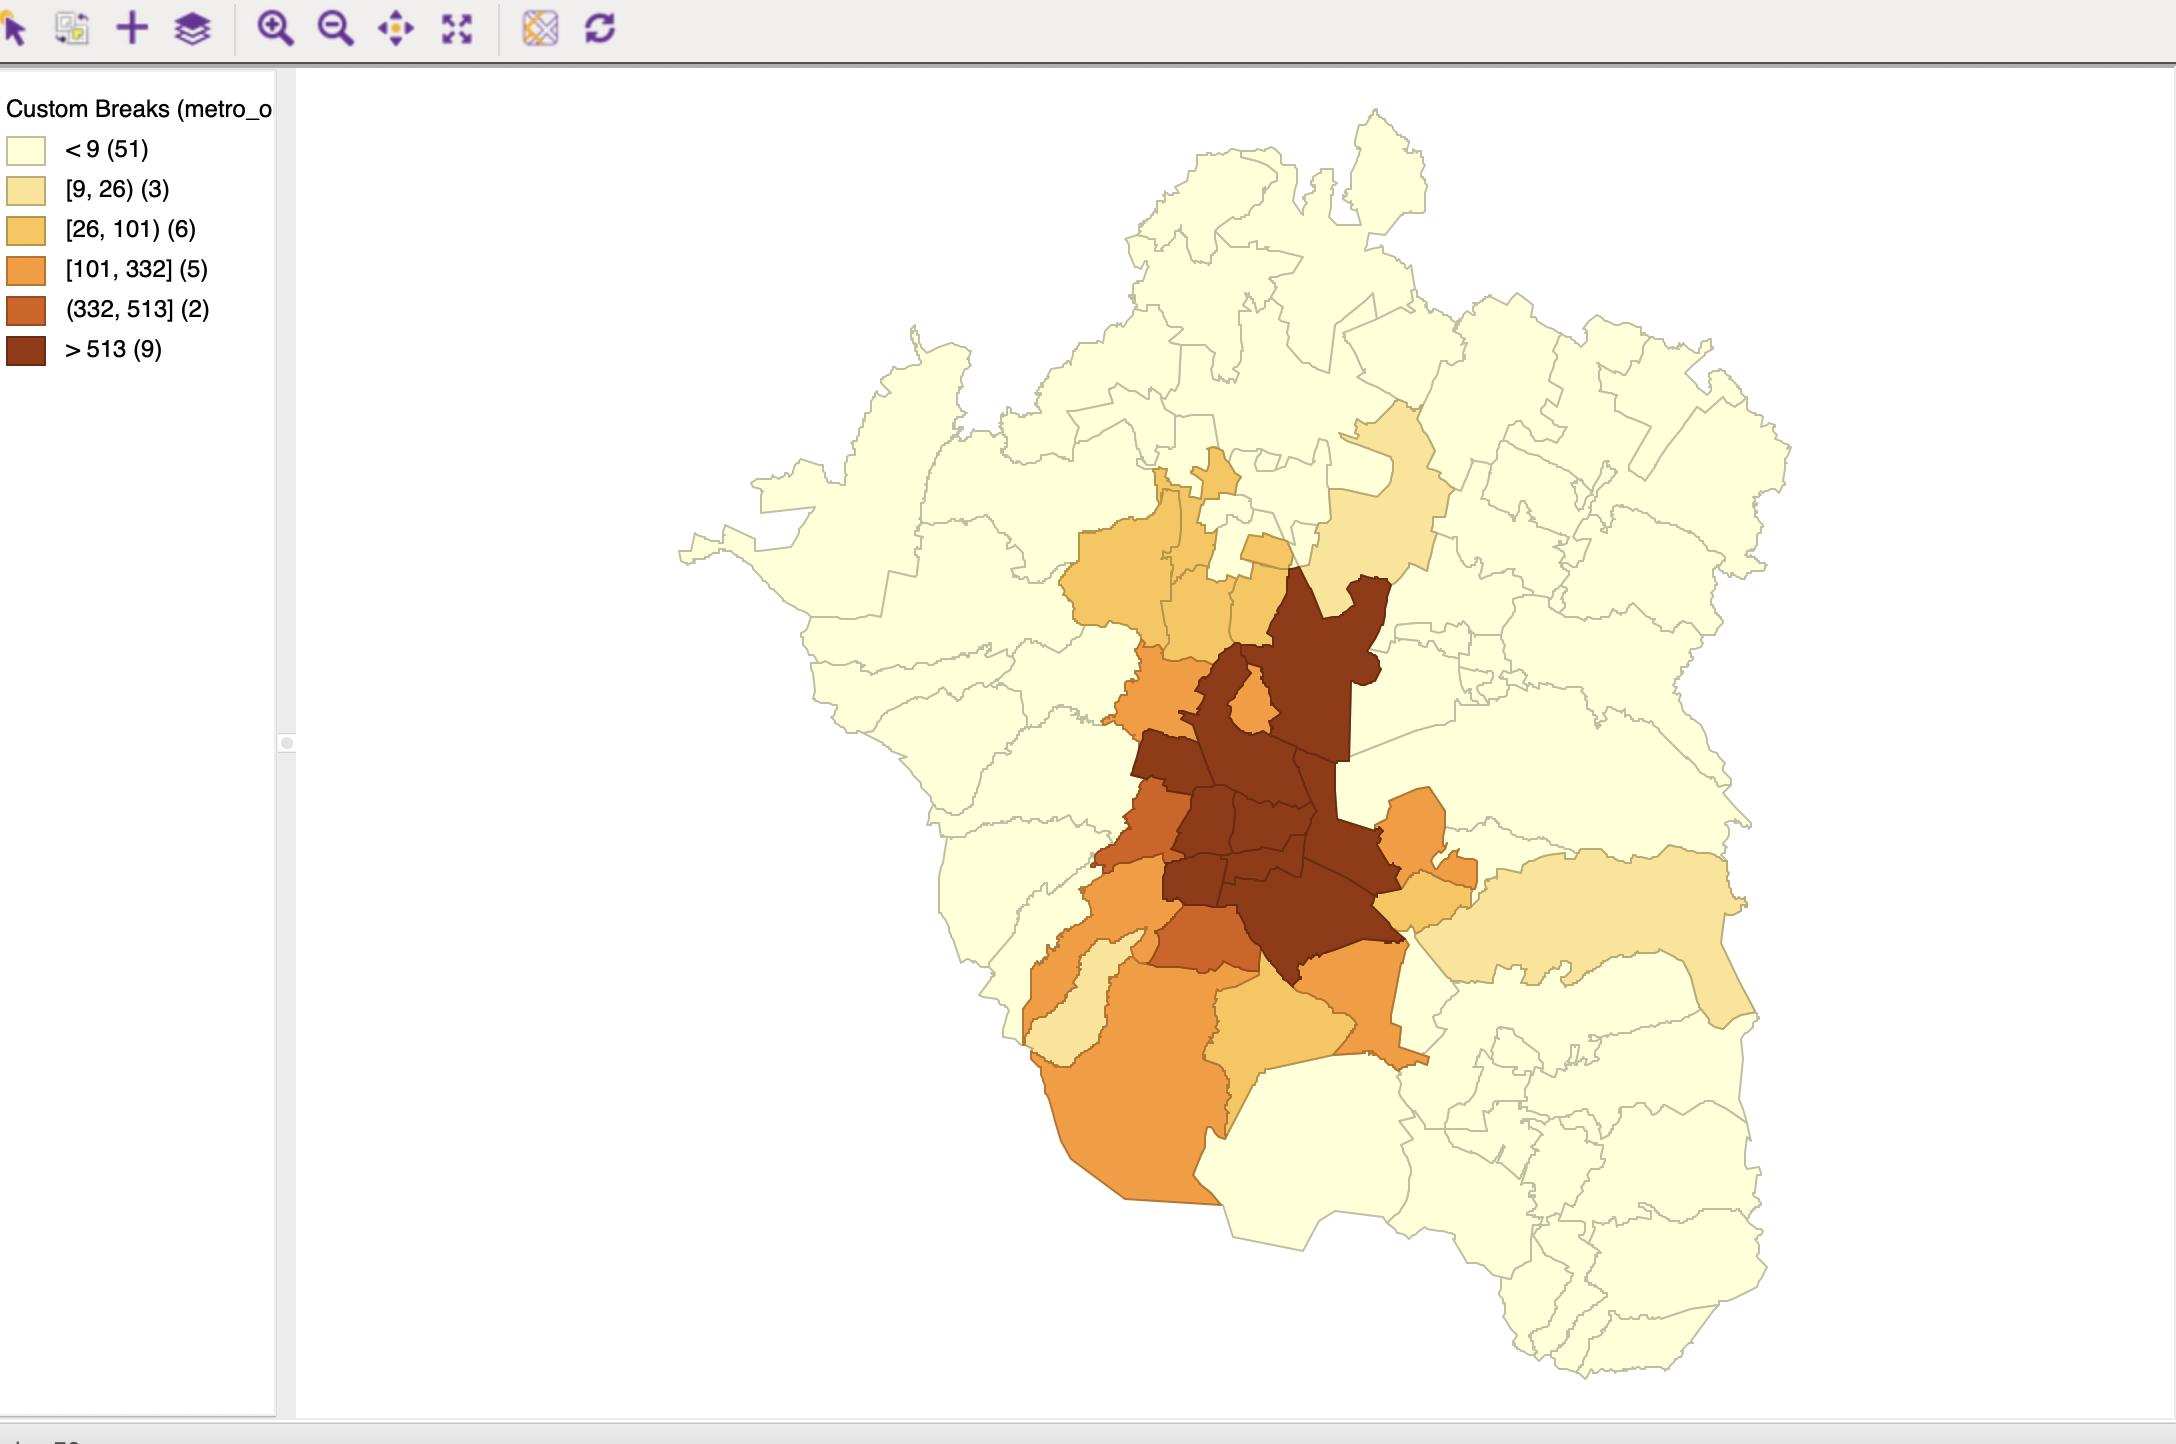 Custom Breaks (metro_o
< 9 (51)
[9, 26) (3)
[26, 101) (6)
[101, 332] (5)
(332, 513] (2)
> 513 (9)